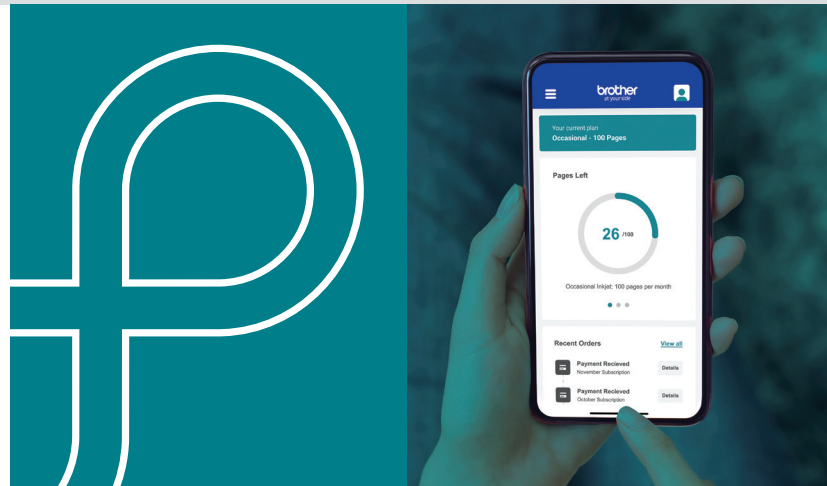 brother
at your side
Your current plan
Occasional - 100 Pages
Pages Left
26 /100
Occasional Inkjet: 100 pages per month
Recent Orders View all
Payment Recieved
November Subscription
Details
Payment Recieved
October Subscription
Details